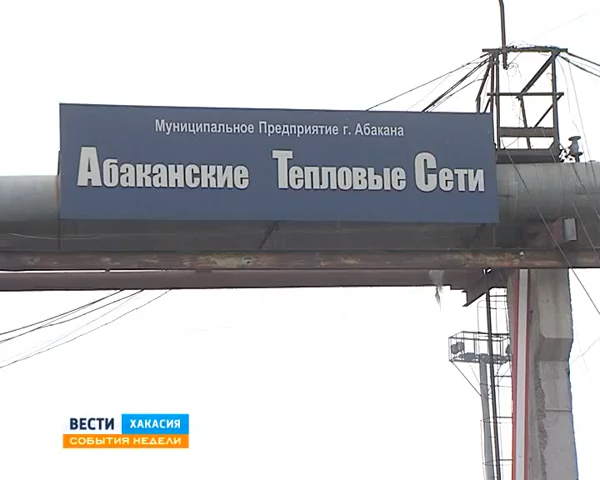 Муниципальное Предприятие г. Абакана
Абаканские Тепловые Сети
ВЕСТИ ХАКАСИЯ
СОБЫТИЯ НЕДЕЛИ